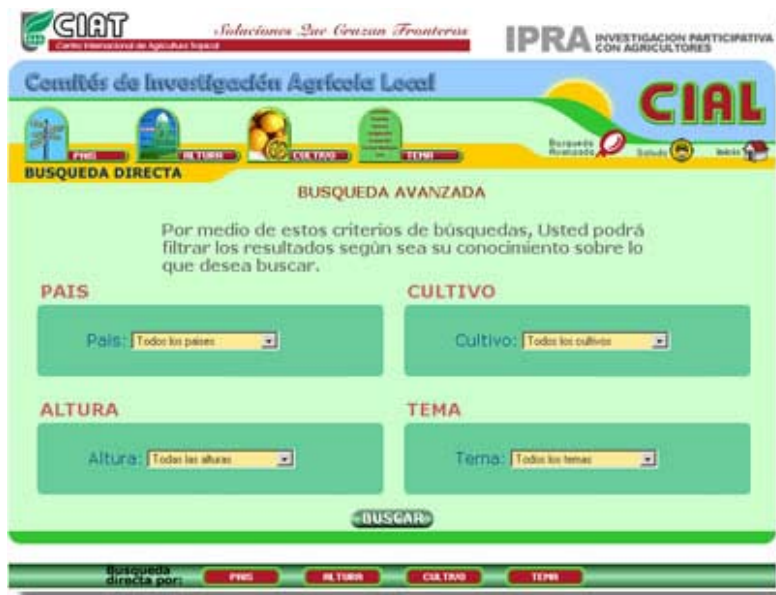 CIAT
Centro Internacional de Agricultura Tropical
Soluciones Que Cruzan Fronteras
IPRA INVESTIGACION PARTICIPATIVA
CON AGRICULTORES
Comités de Investigación Agrícola Local
CIAL
PAIS
ALTURA
CULTIVO
TEMA
Busqueda
Avanzada
Salida
Inicio
BUSQUEDA DIRECTA
BUSQUEDA AVANZADA
Por medio de estos criterios de búsquedas, Usted podrá
filtrar los resultados según sea su conocimiento sobre lo
que desea buscar.
PAIS
País: Todos los países
CULTIVO
Cultivo: Todos los cultivos
ALTURA
Altura: Todas las alturas
TEMA
Tema: Todos los temas
BUSCAR
Busqueda
directa por:
PAIS
ALTURA
CULTIVO
TEMA